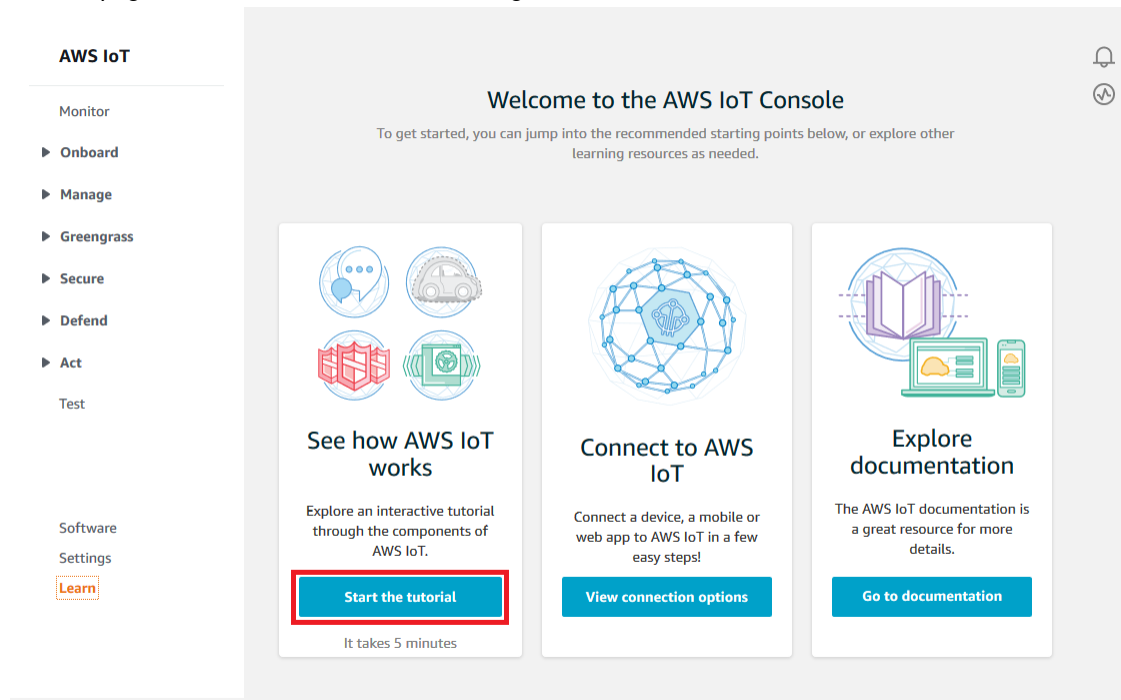 AWS IoT
Monitor
Onboard
Manage
Greengrass
Secure
Defend
Act
Test
Software
Settings
Learn
Welcome to the AWS IoT Console
To get started, you can jump into the recommended starting points below, or explore other
learning resources as needed.
See how AWS IoT
works
Explore an interactive tutorial
through the components of
AWS IoT.
Start the tutorial
It takes 5 minutes
Connect to AWS
IoT
Connect a device, a mobile or
web app to AWS IoT in a few
easy steps!
View connection options
Explore
documentation
The AWS IoT documentation is
a great resource for more
details.
Go to documentation